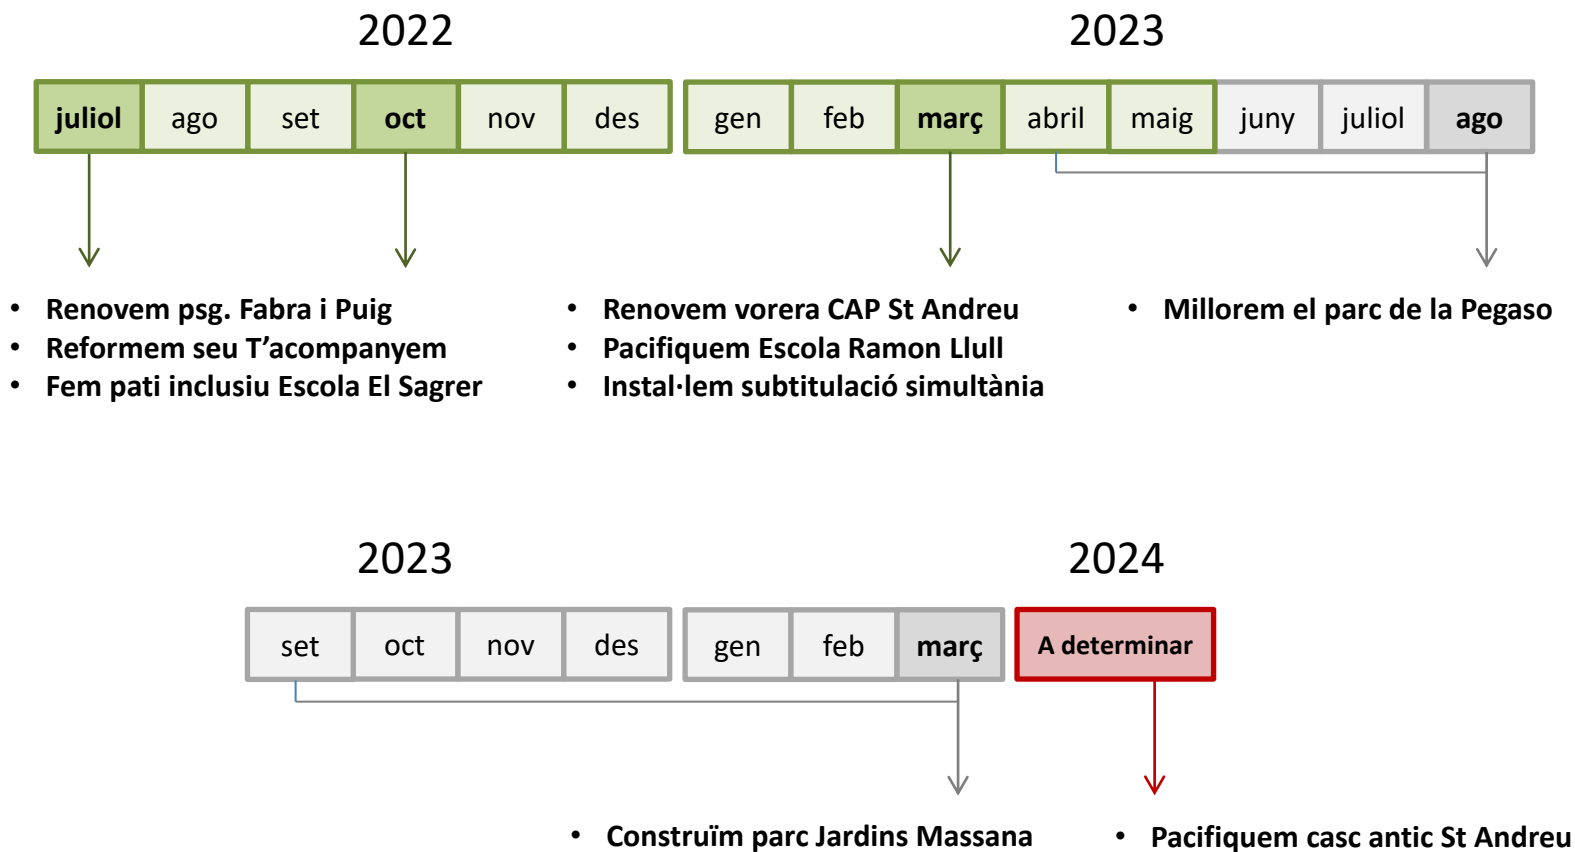 2022
2023
juliol ago set oct nov des gen feb març abril maig juny juliol ago
• Renovem psg. Fabra i Puig
• Reformem seu T’acompanyem
• Fem pati inclusiu Escola El Sagrer
• Renovem vorera CAP St Andreu
• Pacifiquem Escola Ramon Llull
• Instal·lem subtitulació simultània
• Millorem el parc de la Pegaso
2023
2024
set oct nov des gen feb març A determinar
• Construïm parc Jardins Massana
• Pacifiquem casc antic St Andreu